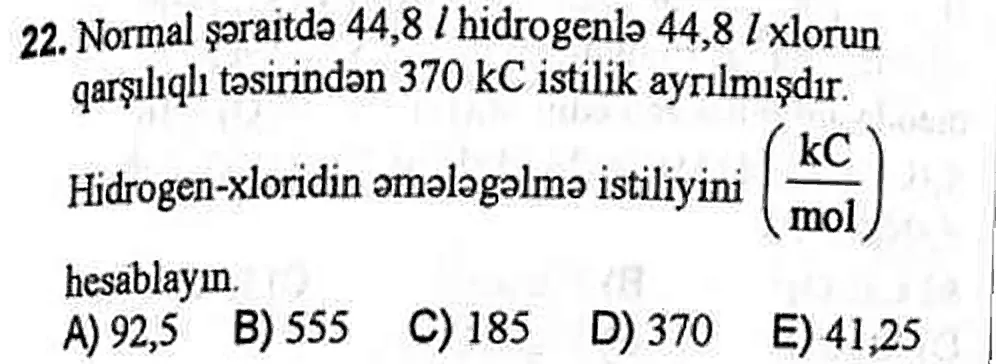 22. Normal şəraitdə 44,8 l hidrogenlə 44,8 l xlorun
qarşılıqlı təsirindən 370 kC istilik ayrılmışdır.
Hidrogen-xloridin əmələgəlmə istiliyini (kC/mol)
hesablayın.
A) 92,5 B) 555 C) 185 D) 370 E) 41,25